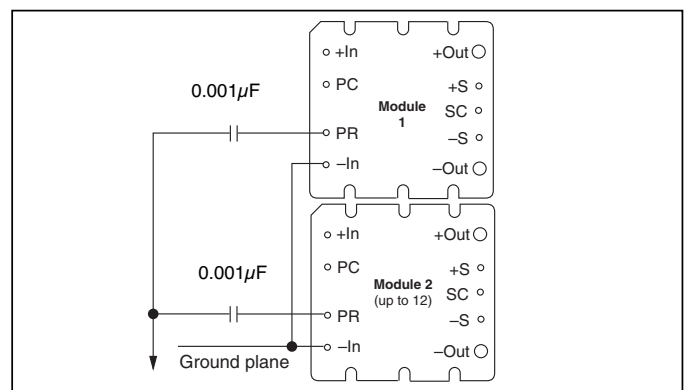 +In +Out
0.001µF
PC +S
Module
1
SC
PR –S
–In –Out
+In +Out
0.001µF
PC +S
Module 2
(up to 12)
SC
PR –S
–In –Out
Ground plane